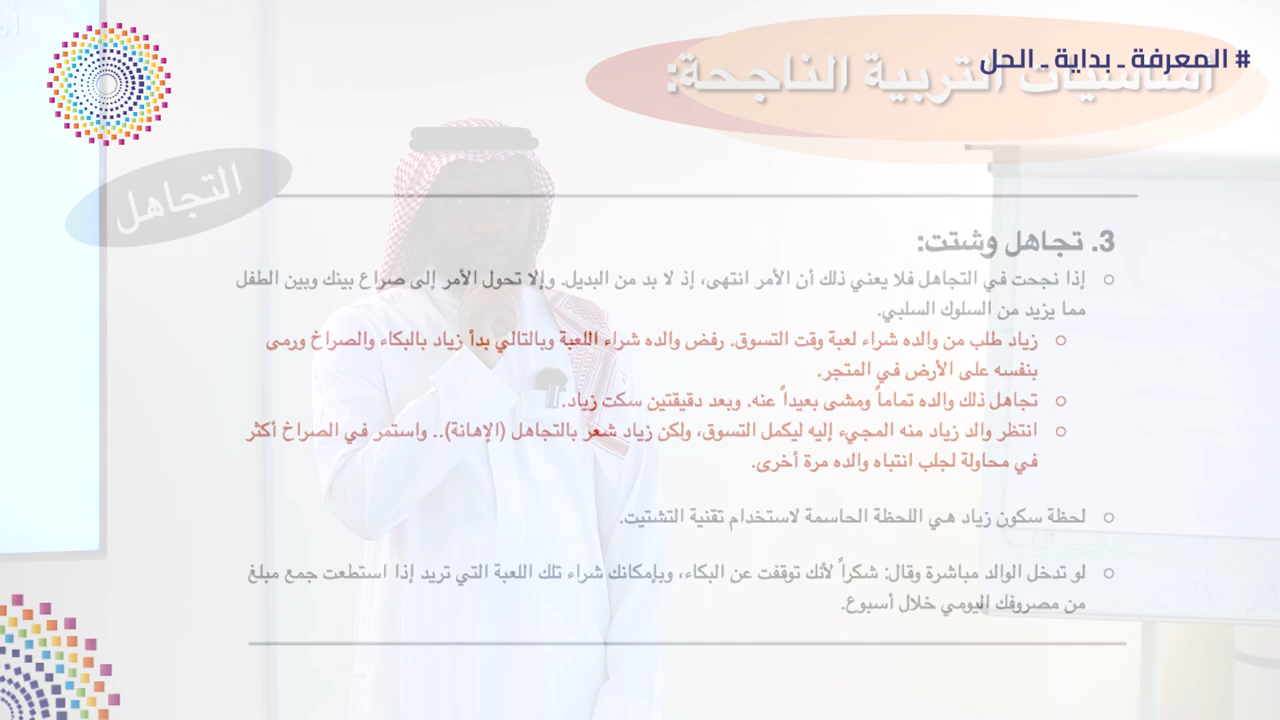 # المعرفة ـ بداية ـ الحل
أساسيات التربية الناجحة:
التجاهل
3. تجاهل وشتت:
○ إذا نجحت في التجاهل فلا يعني ذلك أن الأمر انتهى، إذ لا بد من البديل. وإلا تحول الأمر إلى صراع بينك وبين الطفل
مما يزيد من السلوك السلبي.
○ زياد طلب من والده شراء لعبة وقت التسوق. رفض والده شراء اللعبة وبالتالي بدأ زياد بالبكاء والصراخ ورمى
بنفسه على الأرض في المتجر.
○ تجاهل ذلك والده تماماً ومشى بعيداً عنه. وبعد دقيقتين سكت زياد.
○ انتظر والد زياد منه المجيء إليه ليكمل التسوق، ولكن زياد شعر بالتجاهل (الإهانة).. واستمر في الصراخ أكثر
في محاولة لجلب انتباه والده مرة أخرى.
○ لحظة سكون زياد هي اللحظة الحاسمة لاستخدام تقنية التشتيت.
○ لو تدخل الوالد مباشرة وقال: شكراً لأنك توقفت عن البكاء، وبإمكانك شراء تلك اللعبة التي تريد إذا استطعت جمع مبلغ
من مصروفك اليومي خلال أسبوع.